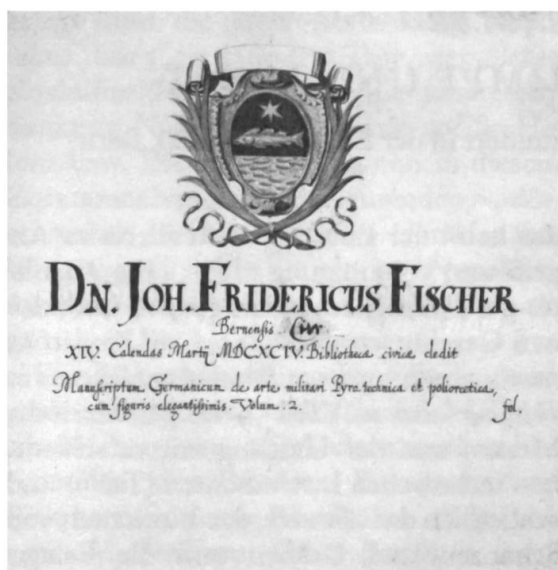 DN. JOH. FRIDERICUS FISCHER
Bernensis Civis
XIV. Calendas Martij MDCXCIV. Bibliothecæ civicæ dedit
Manuscriptum Germanicum de arte militari Pyrotechnica et poliorcetica,
cum figuris elegantissimis. Volum. 2. fol.